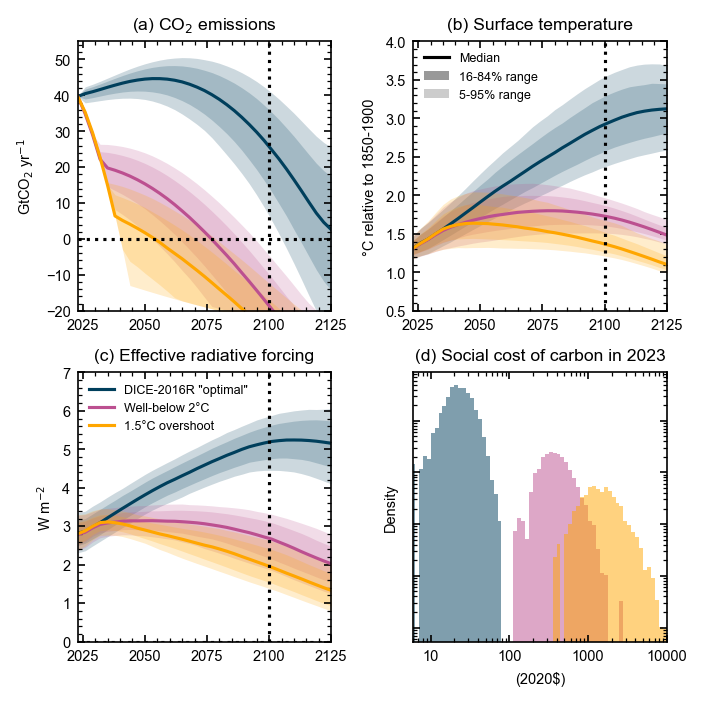 (a) CO2 emissions
GtCO2 yr−1
50
40
30
20
10
0
−10
−20
2025 2050 2075 2100 2125
(b) Surface temperature
°C relative to 1850-1900
4.0
3.5
3.0
2.5
2.0
1.5
1.0
0.5
Median
16-84% range
5-95% range
2025 2050 2075 2100 2125
(c) Effective radiative forcing
W m−2
7
6
5
4
3
2
1
0
DICE-2016R "optimal"
Well-below 2°C
1.5°C overshoot
2025 2050 2075 2100 2125
(d) Social cost of carbon in 2023
Density
10 100 1000 10000
(2020$)